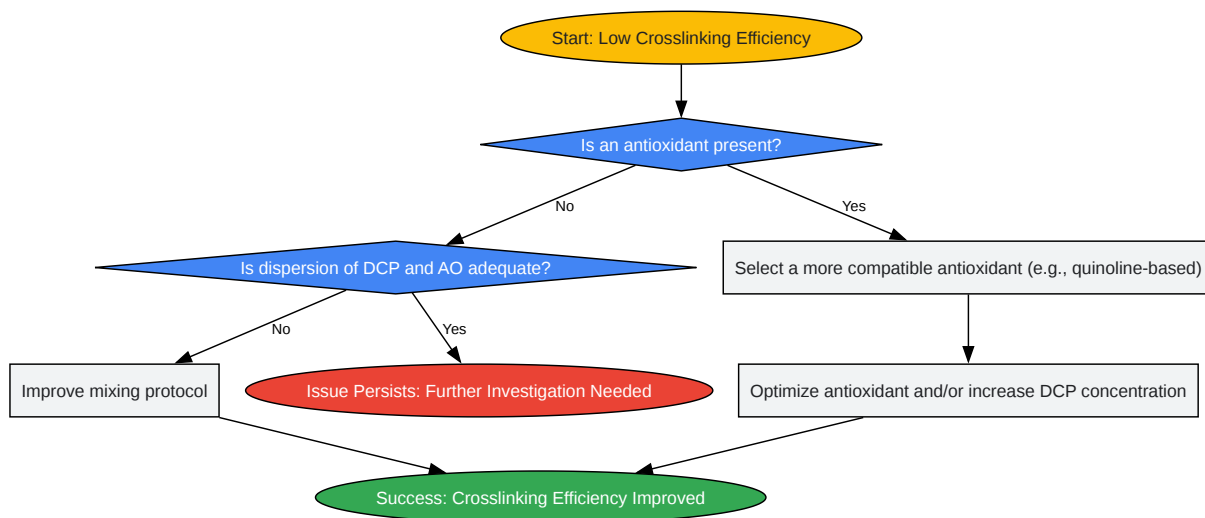 Start: Low Crosslinking Efficiency
Is an antioxidant present?
No
Yes
Is dispersion of DCP and AO adequate?
Select a more compatible antioxidant (e.g., quinoline-based)
No
Yes
Improve mixing protocol
Issue Persists: Further Investigation Needed
Optimize antioxidant and/or increase DCP concentration
Success: Crosslinking Efficiency Improved